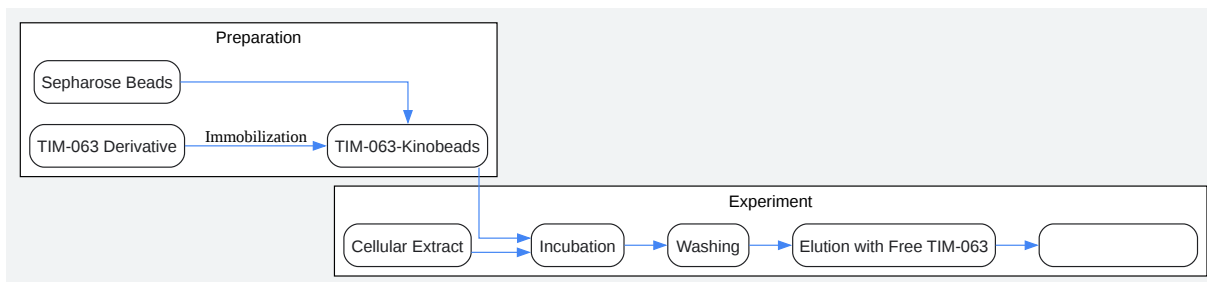 Preparation
Sepharose Beads
TIM-063 Derivative
Immobilization
TIM-063-Kinobeads
Experiment
Cellular Extract
Incubation
Washing
Elution with Free TIM-063